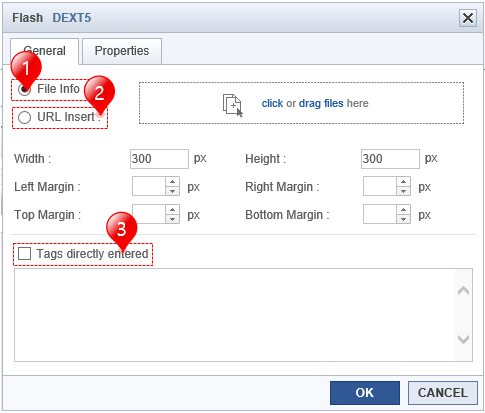 Flash DEXT5
General Properties
1
File Info
2
URL Insert :
click or drag files here
Width : 300 px Height : 300 px
Left Margin : px Right Margin : px
Top Margin : px Bottom Margin : px
3
Tags directly entered
OK CANCEL